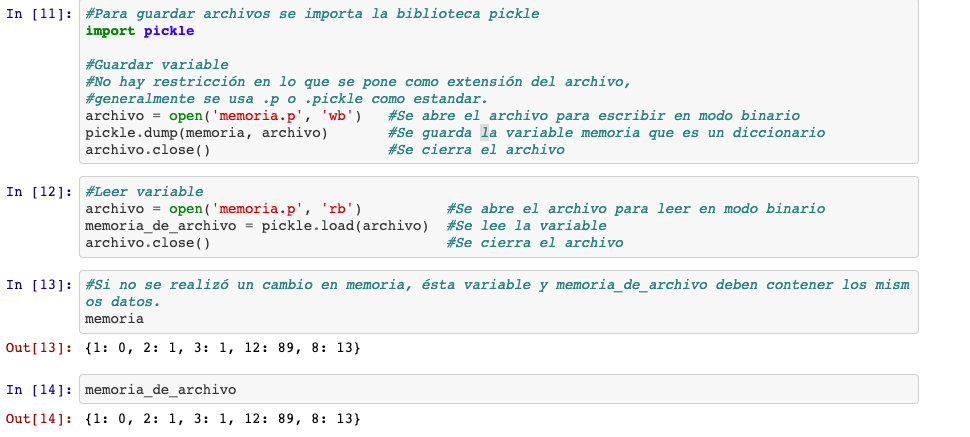 In [11]: #Para guardar archivos se importa la biblioteca pickle
import pickle
#Guardar variable
#No hay restricción en lo que se pone como extensión del archivo,
#generalmente se usa .p o .pickle como estandar.
archivo = open('memoria.p', 'wb')   #Se abre el archivo para escribir en modo binario
pickle.dump(memoria, archivo)       #Se guarda la variable memoria que es un diccionario
archivo.close()                     #Se cierra el archivo
In [12]: #Leer variable
archivo = open('memoria.p', 'rb')          #Se abre el archivo para leer en modo binario
memoria_de_archivo = pickle.load(archivo)  #Se lee la variable
archivo.close()                            #Se cierra el archivo
In [13]: #Si no se realizó un cambio en memoria, ésta variable y memoria_de_archivo deben contener los mism
os datos.
memoria
Out[13]: {1: 0, 2: 1, 3: 1, 12: 89, 8: 13}
In [14]: memoria_de_archivo
Out[14]: {1: 0, 2: 1, 3: 1, 12: 89, 8: 13}